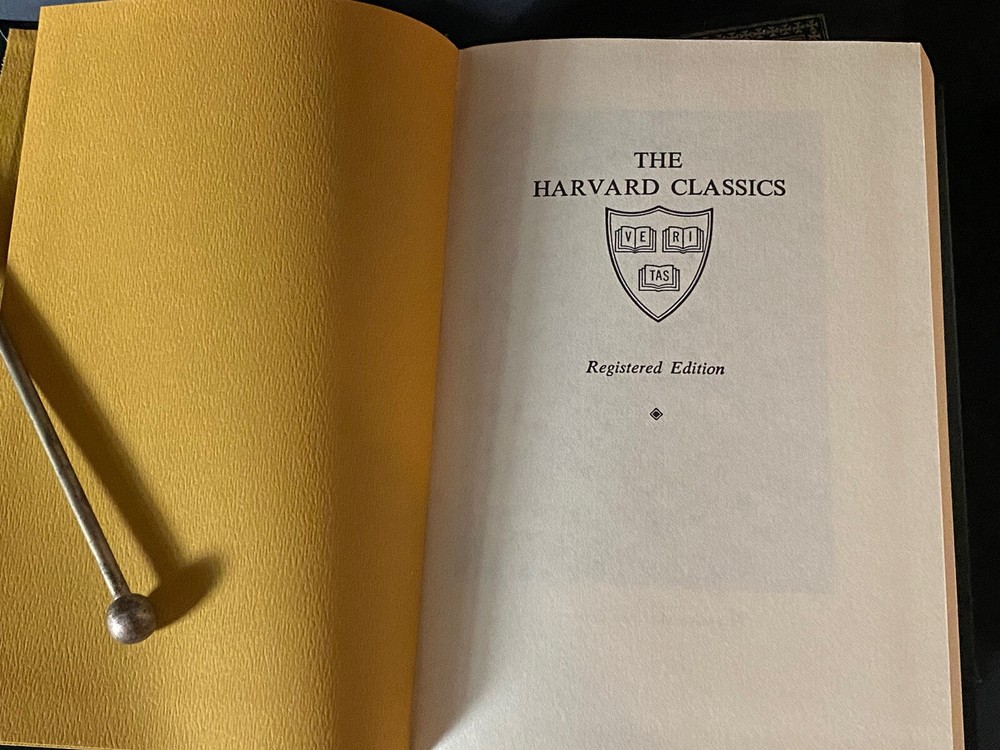 THE
HARVARD CLASSICS
VE RI
TAS
Registered Edition